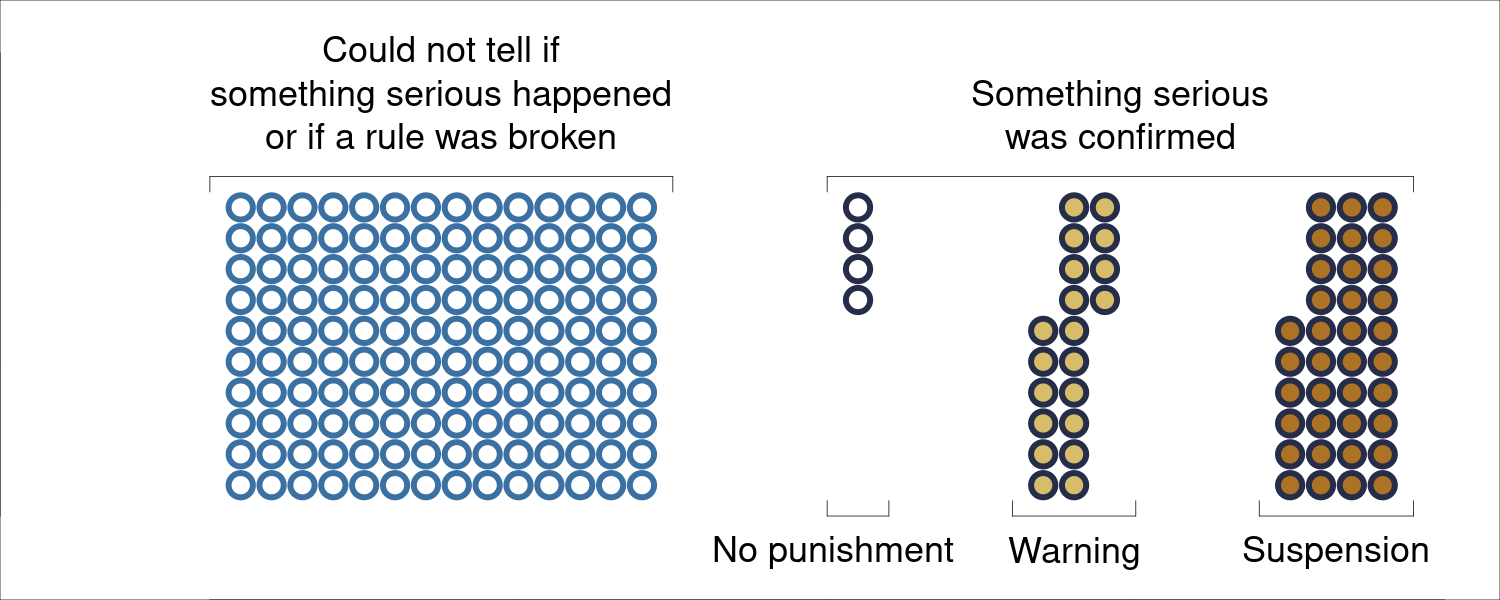 Could not tell if
something serious happened
or if a rule was broken
Something serious
was confirmed
No punishment
Warning
Suspension